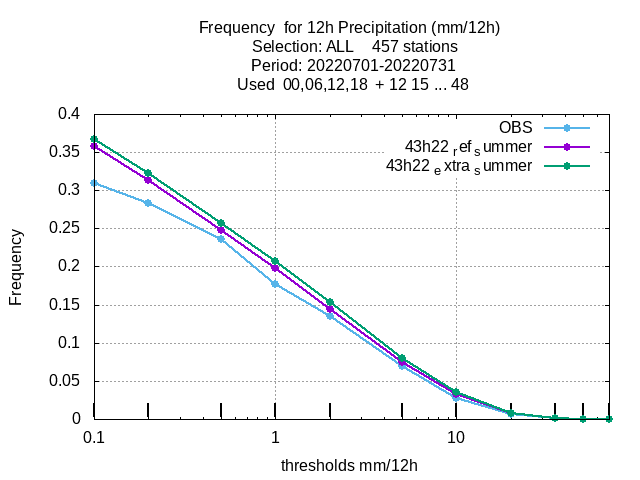 Frequency  for 12h Precipitation (mm/12h)
Selection: ALL    457 stations
Period: 20220701-20220731
Used  00,06,12,18  + 12 15 ... 48
OBS
43h22 ref summer
43h22 extra summer
0.4
0.35
0.3
0.25
0.2
0.15
0.1
0.05
0
Frequency
0.1
1
10
thresholds mm/12h